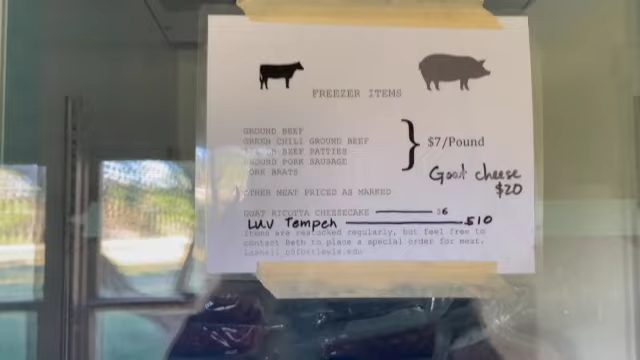 FREEZER ITEMS
GROUND BEEF
GREEN CHILI GROUND BEEF
BEEF PATTIES
GROUND PORK SAUSAGE
PORK BRATS
$7/Pound
Goat cheese
$20
OTHER MEAT PRICED AS MARKED
GOAT RICOTTA CHEESECAKE $6
LUV Tempeh $10
Items are restocked regularly, but feel free to
contact Beth to place a special order for meat.